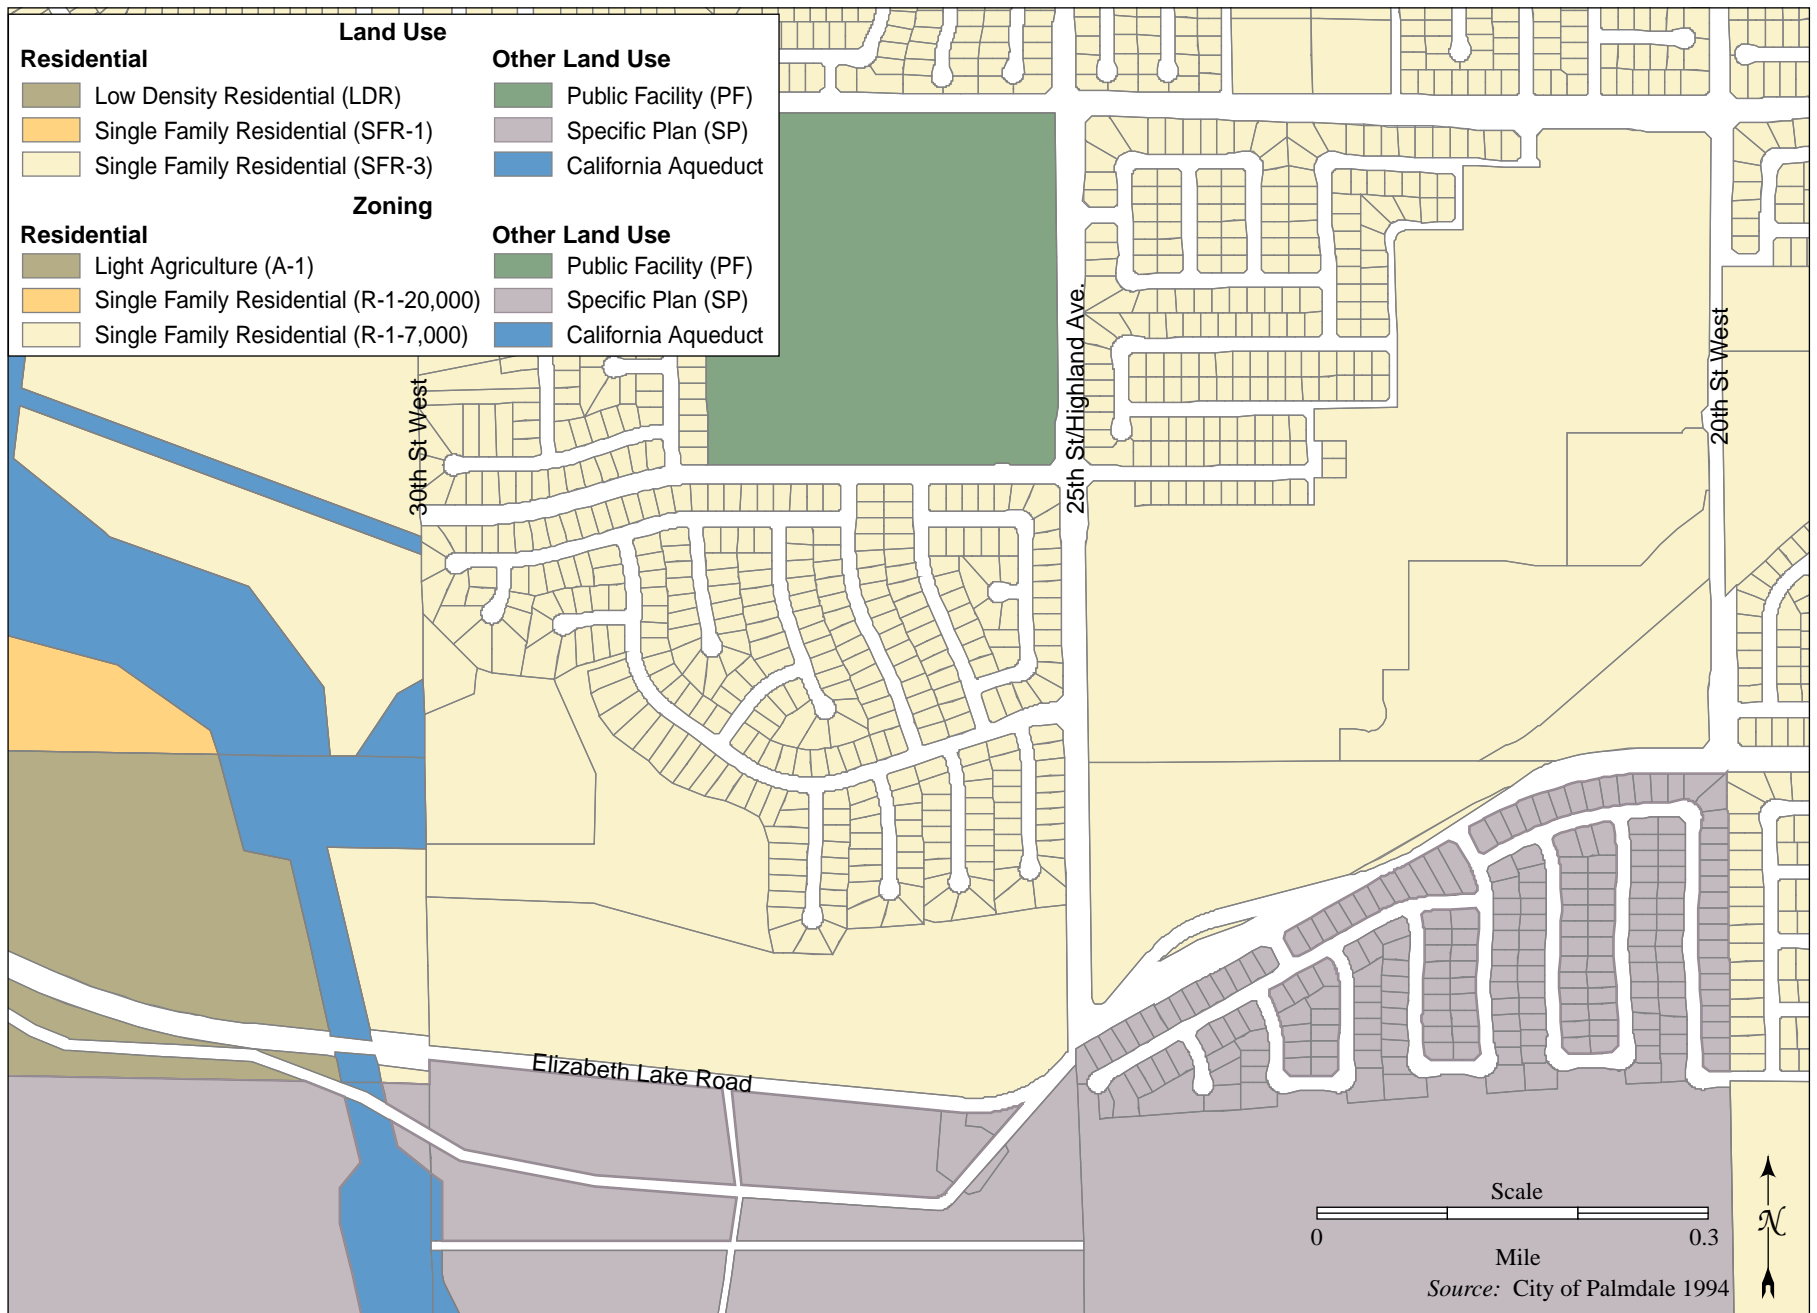 Land Use
Residential
Low Density Residential (LDR)
Single Family Residential (SFR-1)
Single Family Residential (SFR-3)
Other Land Use
Public Facility (PF)
Specific Plan (SP)
California Aqueduct
Zoning
Residential
Light Agriculture (A-1)
Single Family Residential (R-1-20,000)
Single Family Residential (R-1-7,000)
Other Land Use
Public Facility (PF)
Specific Plan (SP)
California Aqueduct
30th St West
25th St/Highland Ave.
20th St West
Elizabeth Lake Road
Scale
0 0.3
Mile
N
Source: City of Palmdale 1994